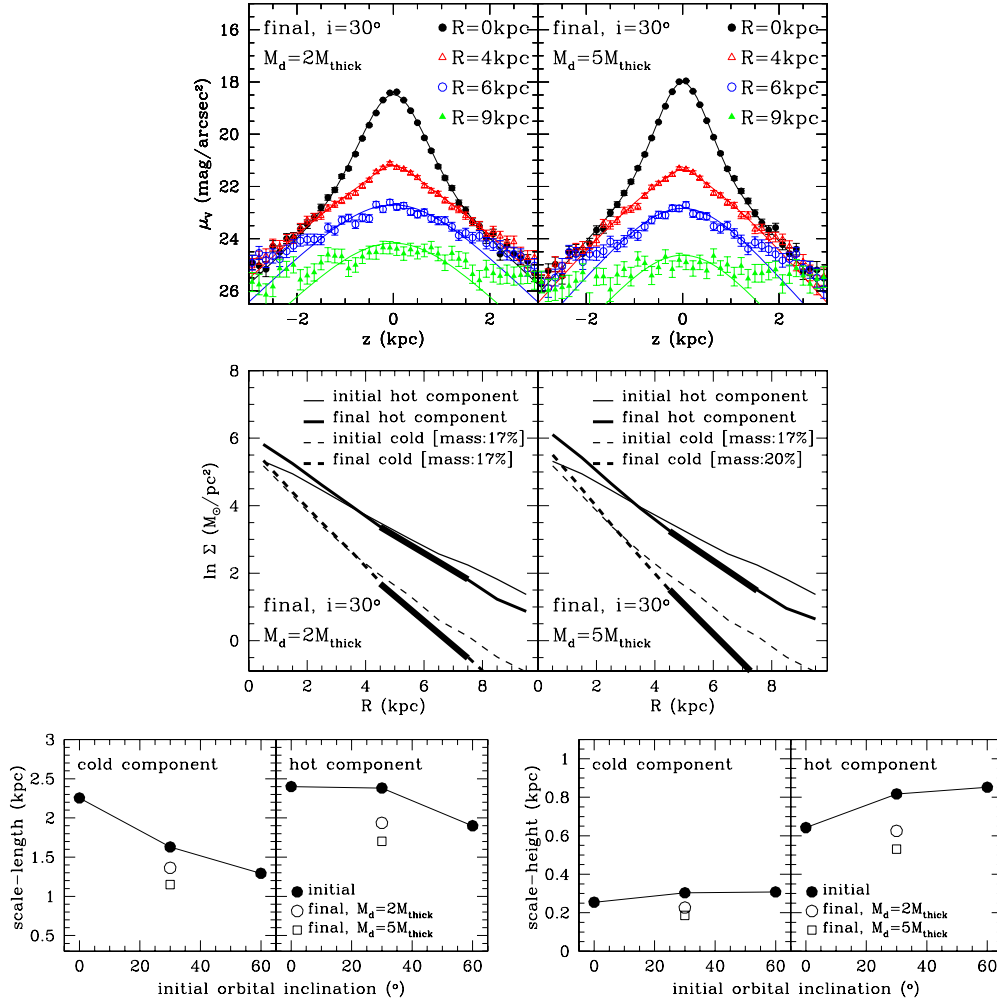 final, i=30°
M_d=2M_thick
R=0kpc
R=4kpc
R=6kpc
R=9kpc
final, i=30°
M_d=5M_thick
R=0kpc
R=4kpc
R=6kpc
R=9kpc
16
18
20
22
24
26
μ_v (mag/arcsec²)
−2 0 2
−2 0 2
z (kpc)
z (kpc)
initial hot component
final hot component
initial cold [mass:17%]
final cold [mass:17%]
final, i=30°
M_d=2M_thick
initial hot component
final hot component
initial cold [mass:17%]
final cold [mass:20%]
final, i=30°
M_d=5M_thick
8
6
4
2
0
ln Σ (M_⊙/pc²)
0 2 4 6 8
0 2 4 6 8
R (kpc)
R (kpc)
cold component
hot component
initial
final, M_d=2M_thick
final, M_d=5M_thick
3
2.5
2
1.5
1
0.5
scale-length (kpc)
0 20 40 60
0 20 40 60
initial orbital inclination (°)
cold component
hot component
initial
final, M_d=2M_thick
final, M_d=5M_thick
1
0.8
0.6
0.4
0.2
0
scale-height (kpc)
0 20 40 60
0 20 40 60
initial orbital inclination (°)